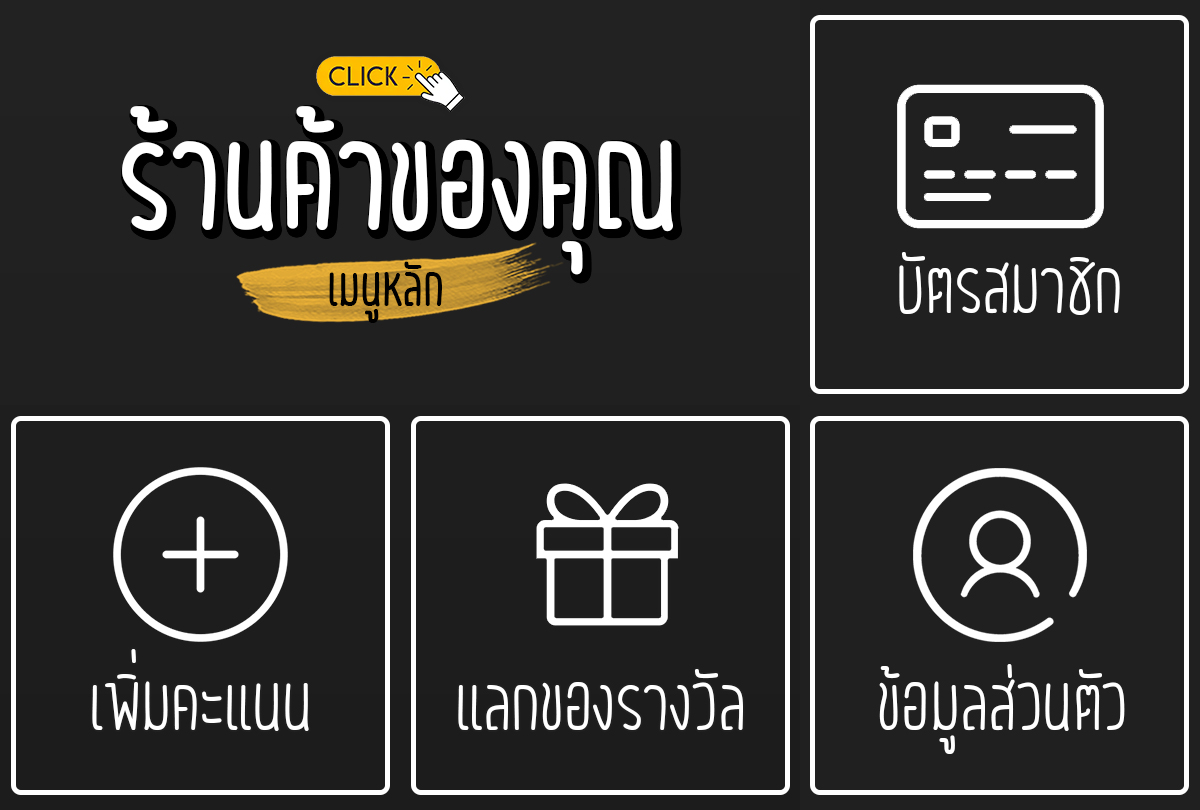 CLICK
ร้านค้าของคุณ
เมนูหลัก
บัตรสมาชิก
เพิ่มคะแนน
แลกของรางวัล
ข้อมูลส่วนตัว